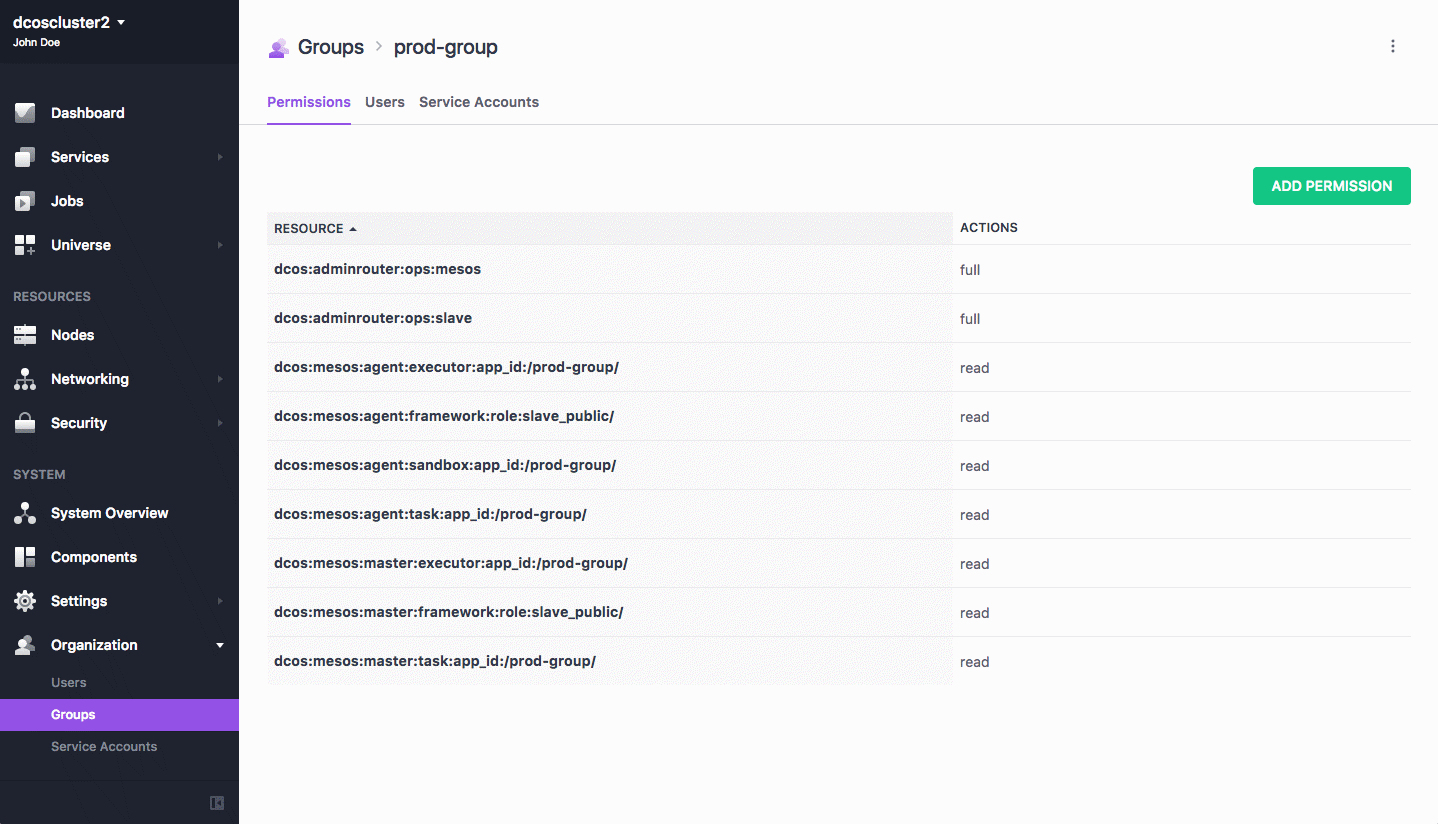 dcoscluster2
John Doe
Dashboard
Services
Jobs
Universe
RESOURCES
Nodes
Networking
Security
SYSTEM
System Overview
Components
Settings
Organization
Users
Groups
Service Accounts
Groups > prod-group
Permissions Users Service Accounts
ADD PERMISSION
RESOURCE ACTIONS
dcos:adminrouter:ops:mesos full
dcos:adminrouter:ops:slave full
dcos:mesos:agent:executor:app_id:/prod-group/ read
dcos:mesos:agent:framework:role:slave_public/ read
dcos:mesos:agent:sandbox:app_id:/prod-group/ read
dcos:mesos:agent:task:app_id:/prod-group/ read
dcos:mesos:master:executor:app_id:/prod-group/ read
dcos:mesos:master:framework:role:slave_public/ read
dcos:mesos:master:task:app_id:/prod-group/ read